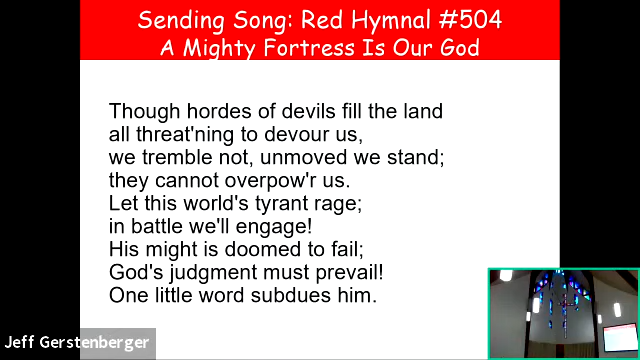 Sending Song: Red Hymnal #504
A Mighty Fortress Is Our God
Though hordes of devils fill the land
all threat'ning to devour us,
we tremble not, unmoved we stand;
they cannot overpow'r us.
Let this world's tyrant rage;
in battle we'll engage!
His might is doomed to fail;
God's judgment must prevail!
One little word subdues him.
Jeff Gerstenberger